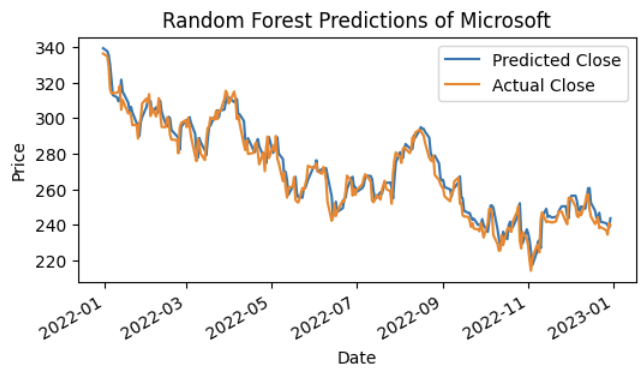 Random Forest Predictions of Microsoft
Predicted Close
Actual Close
Price
340
320
300
280
260
240
220
2022-01
2022-03
2022-05
2022-07
2022-09
2022-11
2023-01
Date